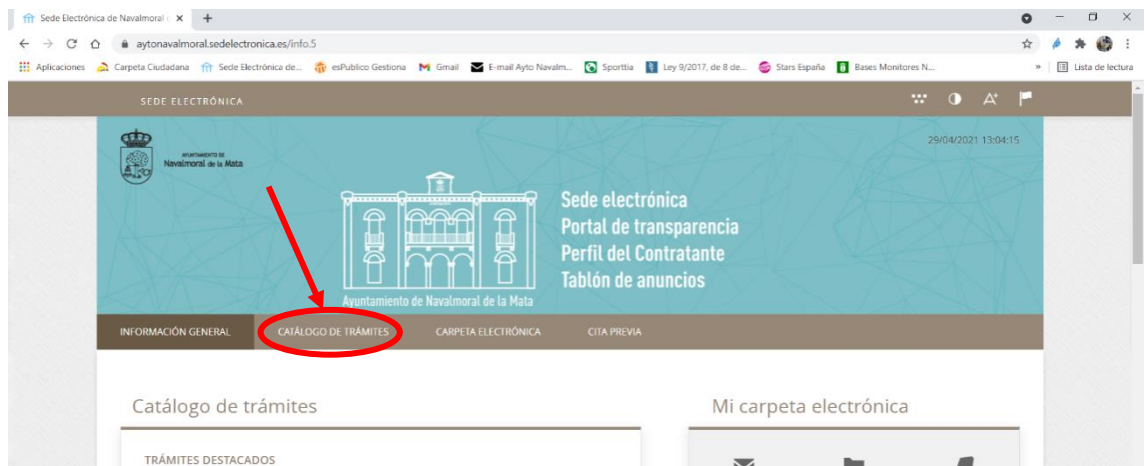 Sede Electrónica de Navalmoral
aytonavalmoral.sedelectronica.es/info.5
Aplicaciones Carpeta Ciudadana Sede Electrónica de... esPublico Gestiona Gmail E-mail Ayto Navalm... Sporttia Ley 9/2017, de 8 de... Stars España Bases Monitores N... » Lista de lectura
SEDE ELECTRÓNICA
29/04/2021 13:04:15
AYUNTAMIENTO DE
Navalmoral de la Mata
Sede electrónica
Portal de transparencia
Perfil del Contratante
Tablón de anuncios
Ayuntamiento de Navalmoral de la Mata
INFORMACIÓN GENERAL CATÁLOGO DE TRÁMITES CARPETA ELECTRÓNICA CITA PREVIA
Catálogo de trámites
Mi carpeta electrónica
TRÁMITES DESTACADOS